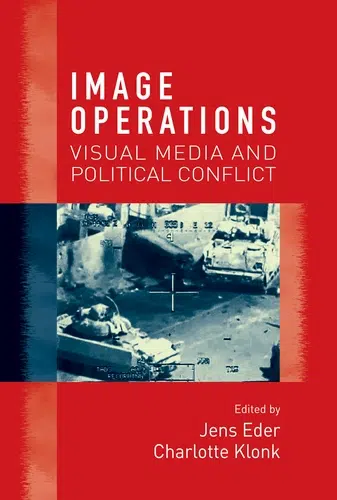 IMAGE
OPERATIONS
VISUAL MEDIA AND
POLITICAL CONFLICT
Edited by
Jens Eder
Charlotte Klonk